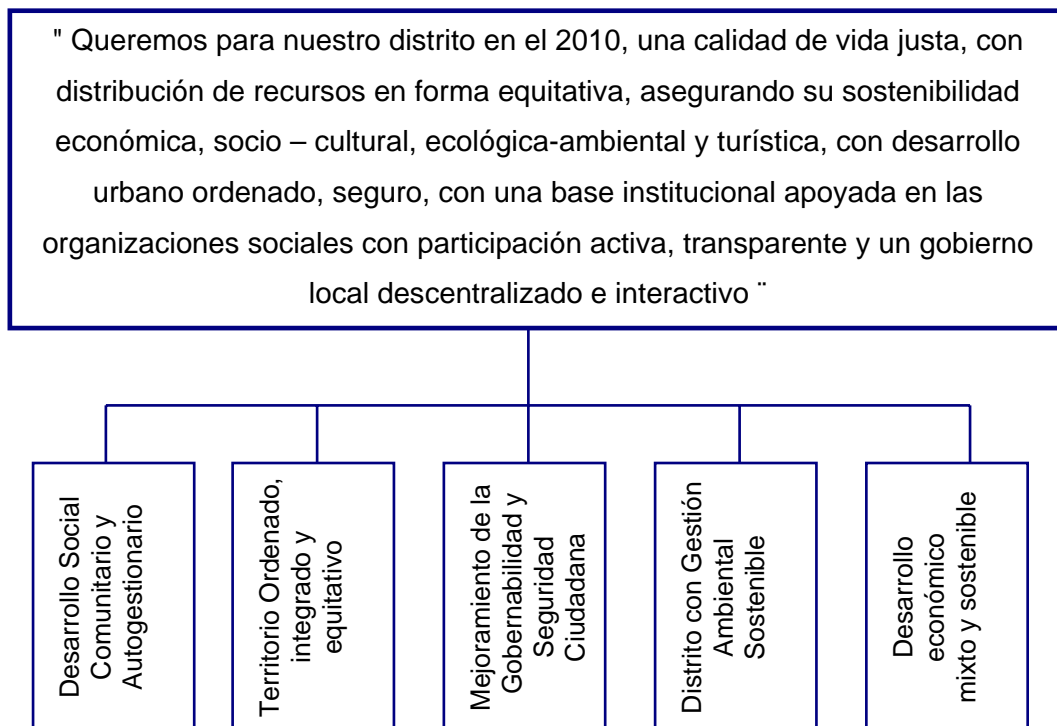 " Queremos para nuestro distrito en el 2010, una calidad de vida justa, con
distribución de recursos en forma equitativa, asegurando su sostenibilidad
económica, socio – cultural, ecológica-ambiental y turística, con desarrollo
urbano ordenado, seguro, con una base institucional apoyada en las
organizaciones sociales con participación activa, transparente y un gobierno
local descentralizado e interactivo ¨
Desarrollo Social
Comunitario y
Autogestionario
Territorio Ordenado,
integrado y
equitativo
Mejoramiento de la
Gobernabilidad y
Seguridad
Ciudadana
Distrito con Gestión
Ambiental
Sostenible
Desarrollo
económico
mixto y sostenible